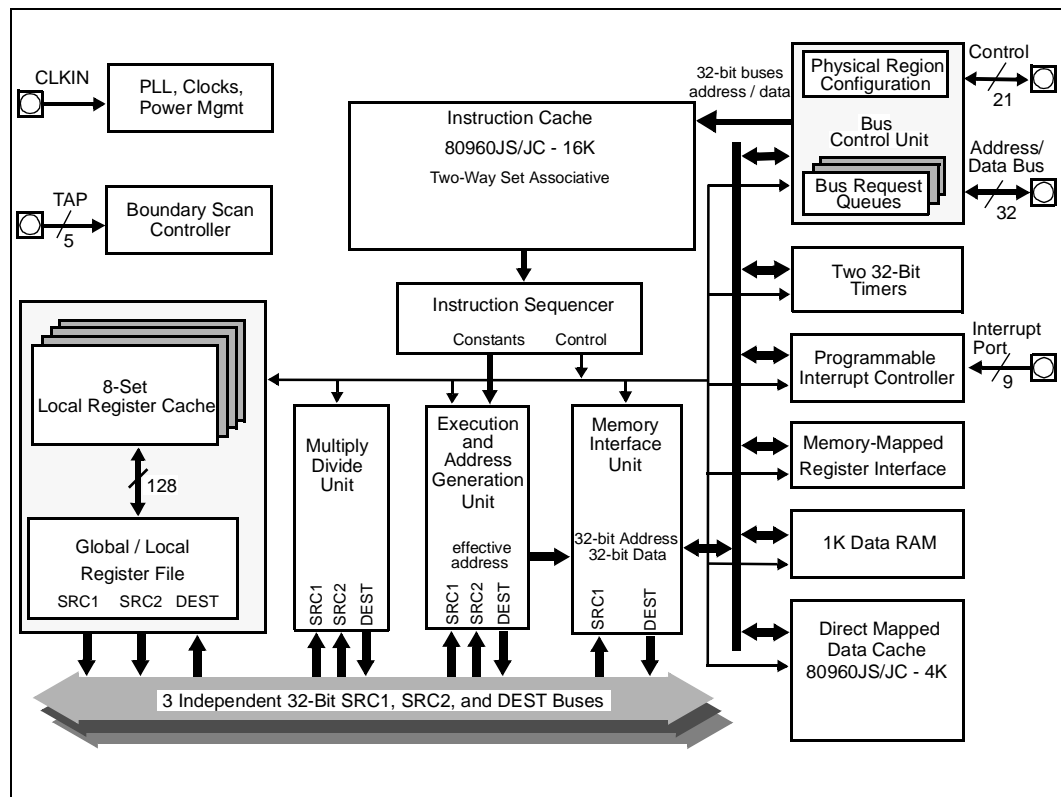 CLKIN
PLL, Clocks,
Power Mgmt
TAP
5
Boundary Scan
Controller
Instruction Cache
80960JS/JC - 16K
Two-Way Set Associative
32-bit buses
address / data
Physical Region
Configuration
Bus
Control Unit
Bus Request
Queues
Control
21
Address/
Data Bus
32
Instruction Sequencer
Constants
Control
Two 32-Bit
Timers
Programmable
Interrupt Controller
Interrupt
Port
9
Memory-Mapped
Register Interface
1K Data RAM
Direct Mapped
Data Cache
80960JS/JC - 4K
8-Set
Local Register Cache
128
Global / Local
Register File
SRC1
SRC2
DEST
Multiply
Divide
Unit
SRC1
SRC2
DEST
Execution
and
Address
Generation
Unit
effective
address
SRC1
SRC2
DEST
Memory
Interface
Unit
32-bit Address
32-bit Data
SRC1
DEST
3 Independent 32-Bit SRC1, SRC2, and DEST Buses